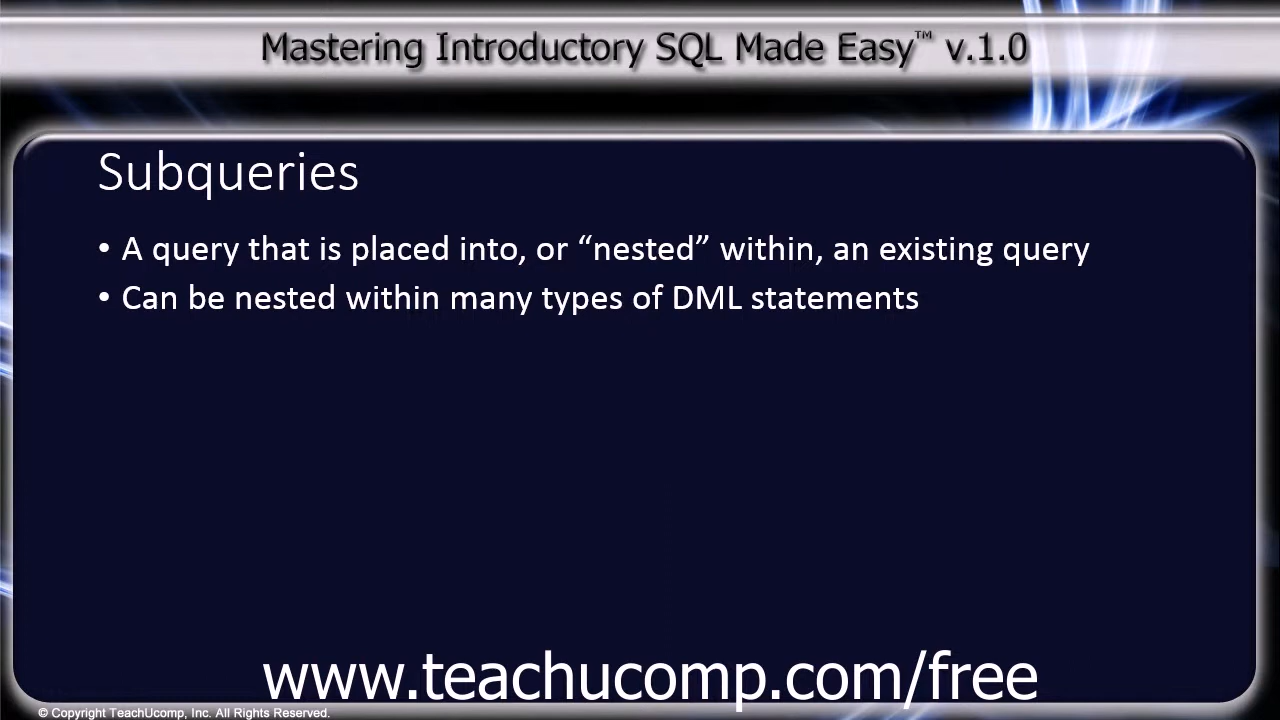 Mastering Introductory SQL Made Easy™ v.1.0
Subqueries
• A query that is placed into, or “nested” within, an existing query
• Can be nested within many types of DML statements
www.teachucomp.com/free
© Copyright TeachUcomp, Inc. All Rights Reserved.